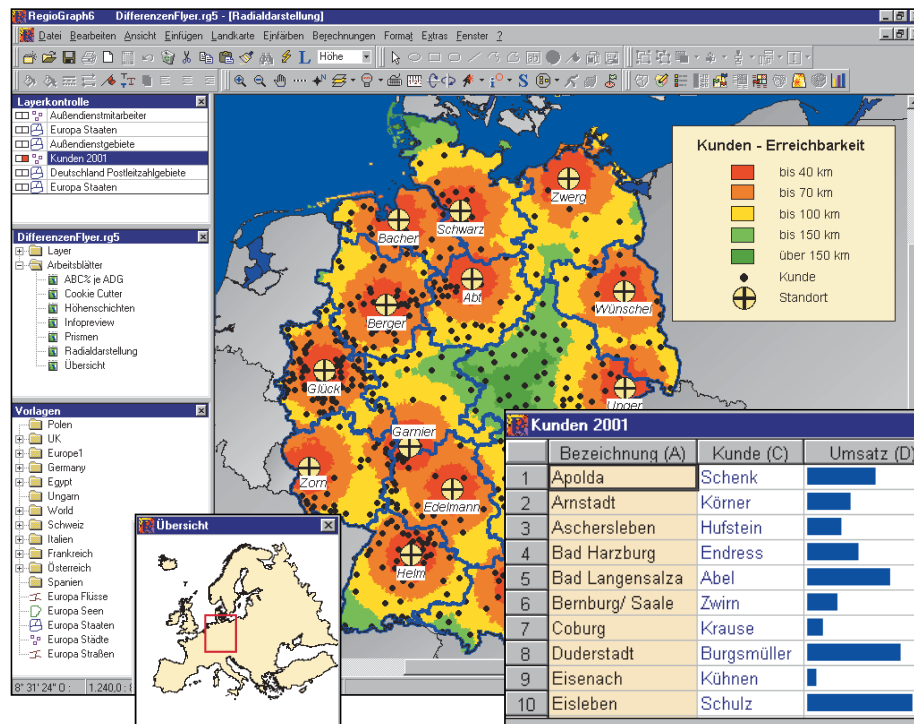 RegioGraph6 DifferenzenFlyer.rg5 - [Radialdarstellung]
Datei Bearbeiten Ansicht Einfügen Landkarte Einfärben Berechnungen Format Extras Fenster ?
L Höhe
S
Layerkontrolle
Außendienstmitarbeiter
Europa Staaten
Außendienstgebiete
Kunden 2001
Deutschland Postleitzahlgebiete
Europa Staaten
DifferenzenFlyer.rg5
Layer
Arbeitsblätter
ABC% je ADG
Cookie Cutter
Höhenschichten
Infopreview
Prismen
Radialdarstellung
Übersicht
Vorlagen
Polen
UK
Europe1
Germany
Egypt
Ungarn
World
Schweiz
Italien
Frankreich
Österreich
Spanien
Europa Flüsse
Europa Seen
Europa Staaten
Europa Städte
Europa Straßen
8° 31' 24" O : 1.240,0 : 8
Übersicht
Zwerg
Bacher
Schwarz
Abt
Berger
Wünschel
Glück
Unger
Garnier
Zorn
Edelmann
Helm
Kunden - Erreichbarkeit
bis 40 km
bis 70 km
bis 100 km
bis 150 km
über 150 km
Kunde
Standort
Kunden 2001
Bezeichnung (A) Kunde (C) Umsatz (D)
1 Apolda Schenk
2 Arnstadt Körner
3 Aschersleben Hufstein
4 Bad Harzburg Endress
5 Bad Langensalza Abel
6 Bernburg/ Saale Zwirn
7 Coburg Krause
8 Duderstadt Burgsmüller
9 Eisenach Kühnen
10 Eisleben Schulz